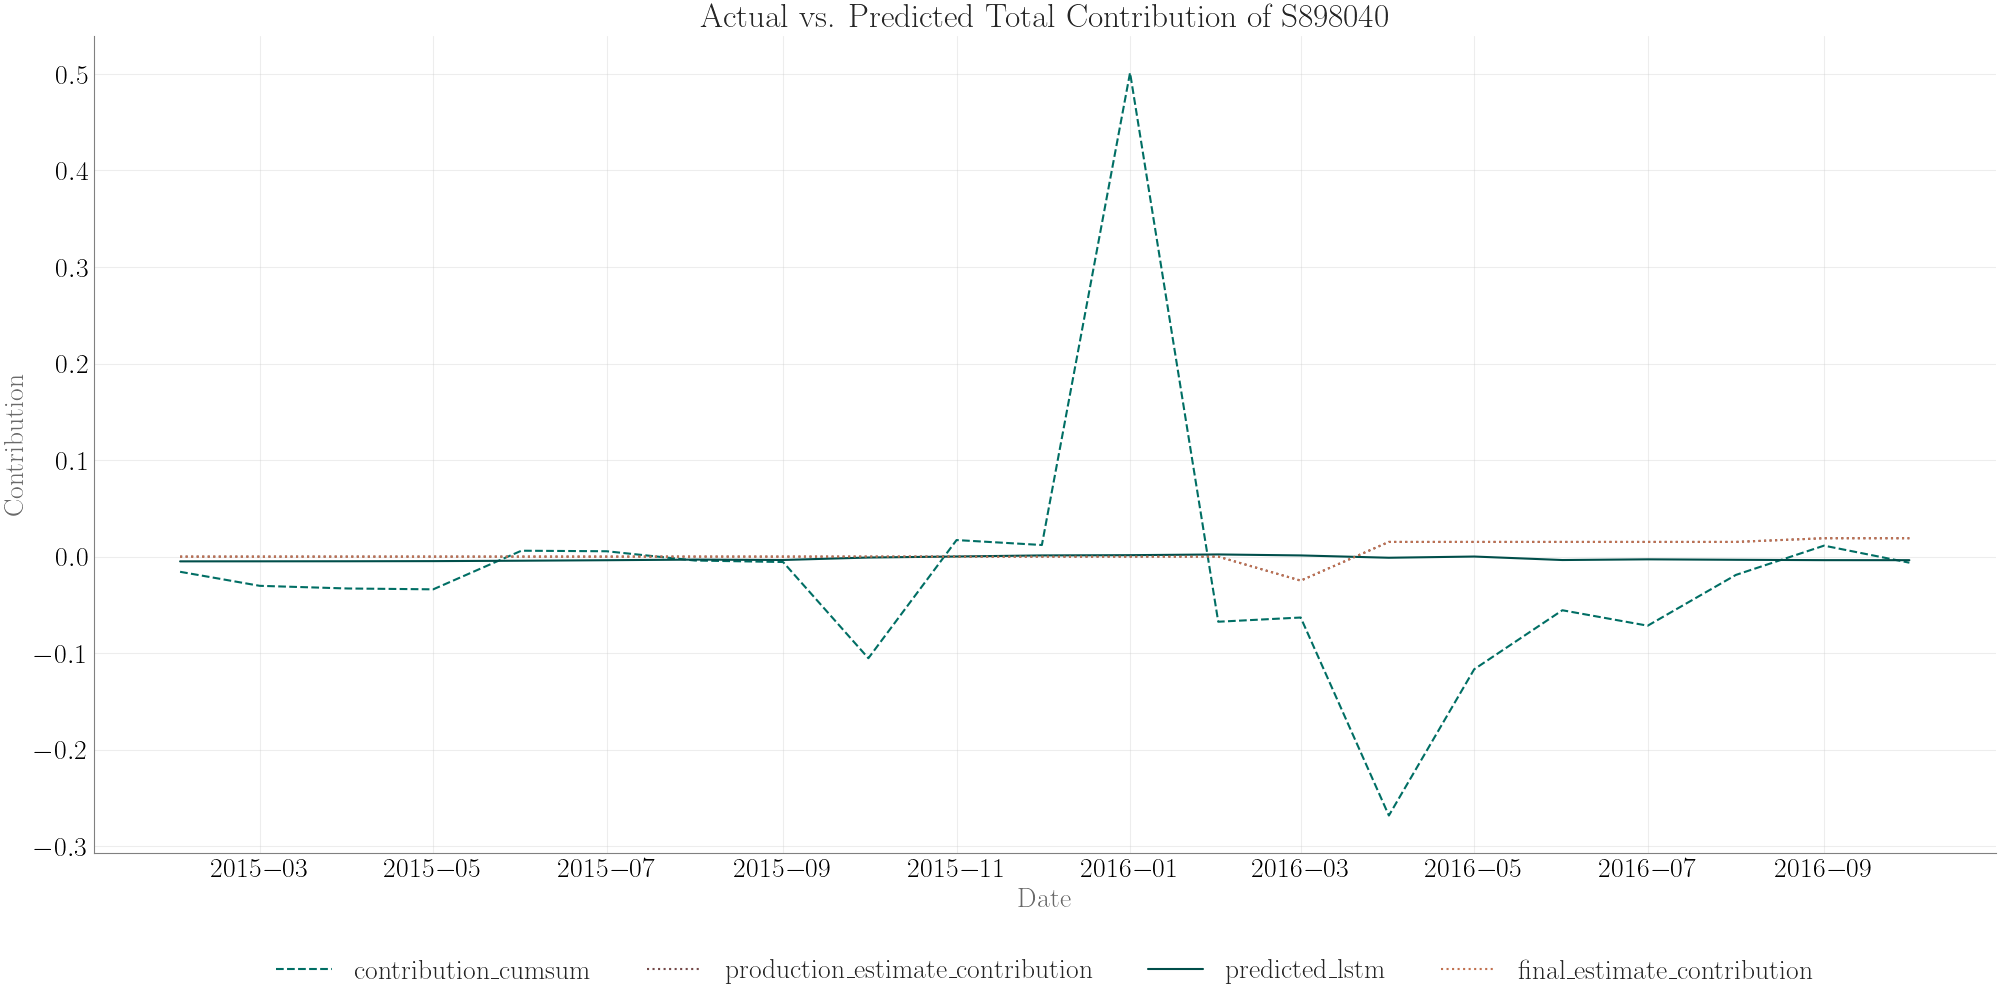 Actual vs. Predicted Total Contribution of S898040
0.5
0.4
0.3
0.2
0.1
0.0
−0.1
−0.2
−0.3
Contribution
2015−03 2015−05 2015−07 2015−09 2015−11 2016−01 2016−03 2016−05 2016−07 2016−09
Date
contribution_cumsum production_estimate_contribution predicted_lstm final_estimate_contribution